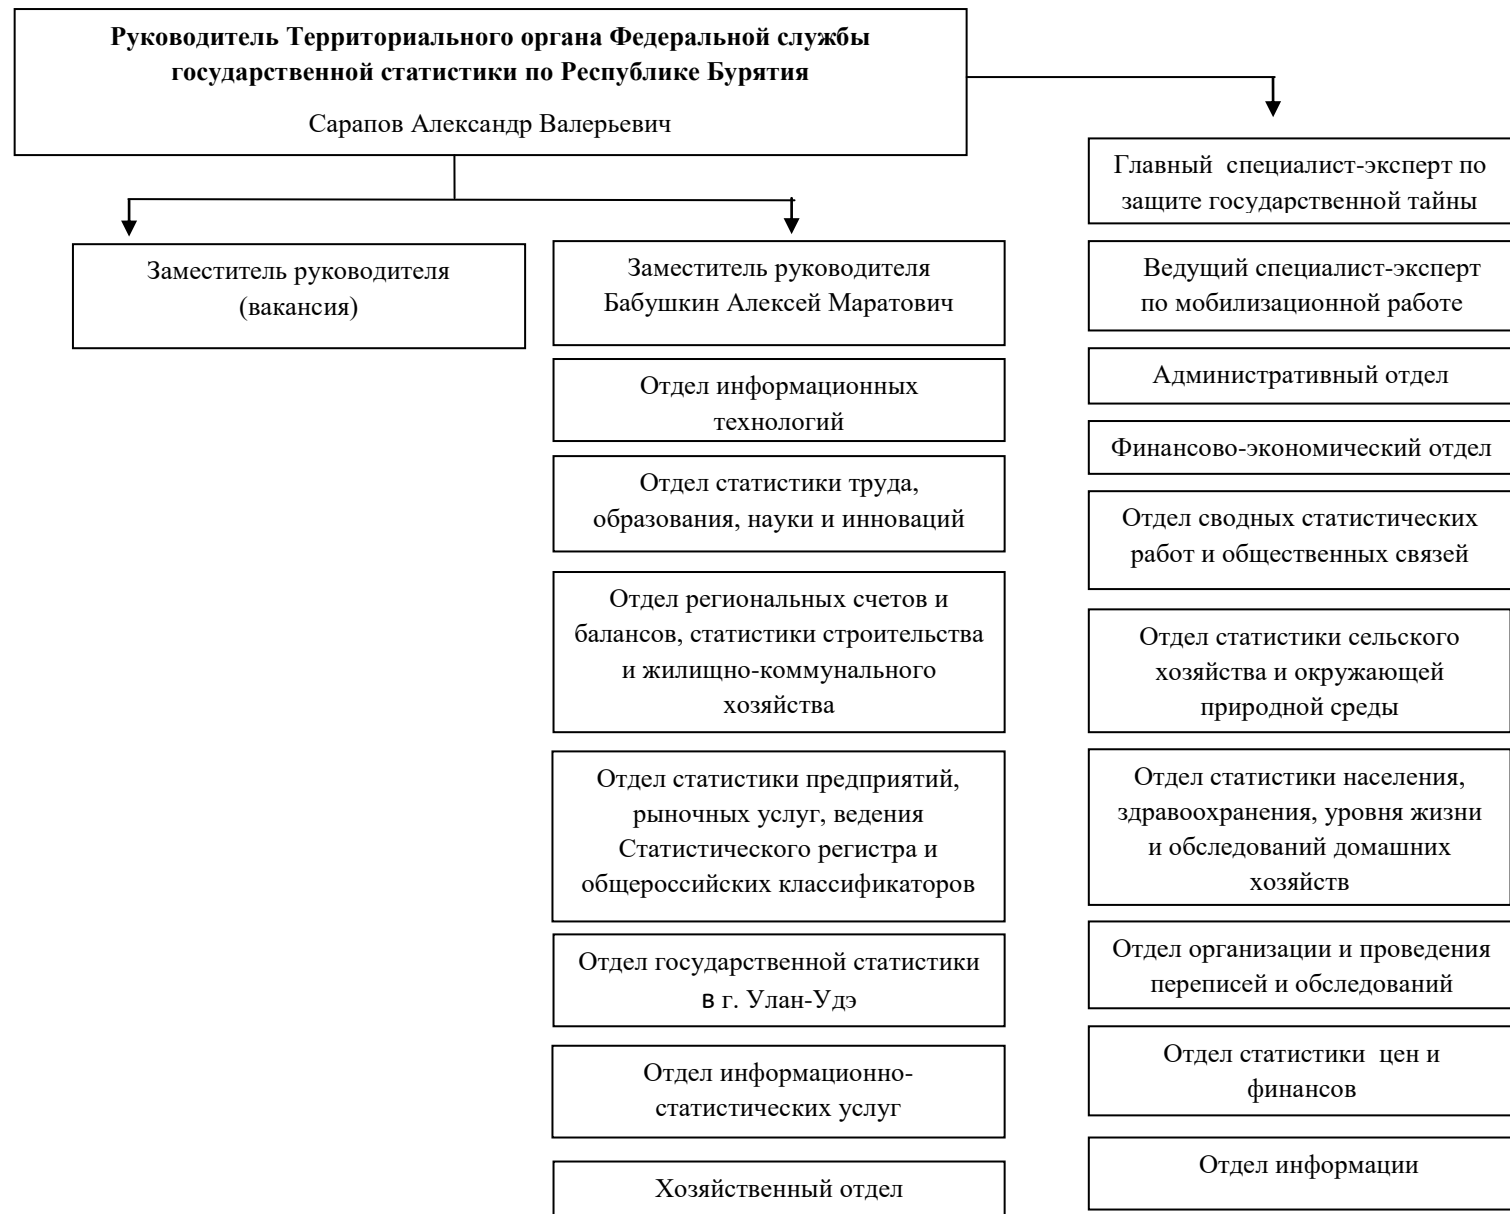 Руководитель Территориального органа Федеральной службы
государственной статистики по Республике Бурятия
Сарапов Александр Валерьевич
Заместитель руководителя
(вакансия)
Заместитель руководителя
Бабушкин Алексей Маратович
Отдел информационных
технологий
Отдел статистики труда,
образования, науки и инноваций
Отдел региональных счетов и
балансов, статистики строительства
и жилищно-коммунального
хозяйства
Отдел статистики предприятий,
рыночных услуг, ведения
Статистического регистра и
общероссийских классификаторов
Отдел государственной статистики
в г. Улан-Удэ
Отдел информационно-
статистических услуг
Хозяйственный отдел
Главный специалист-эксперт по
защите государственной тайны
Ведущий специалист-эксперт
по мобилизационной работе
Административный отдел
Финансово-экономический отдел
Отдел сводных статистических
работ и общественных связей
Отдел статистики сельского
хозяйства и окружающей
природной среды
Отдел статистики населения,
здравоохранения, уровня жизни
и обследований домашних
хозяйств
Отдел организации и проведения
переписей и обследований
Отдел статистики цен и
финансов
Отдел информации